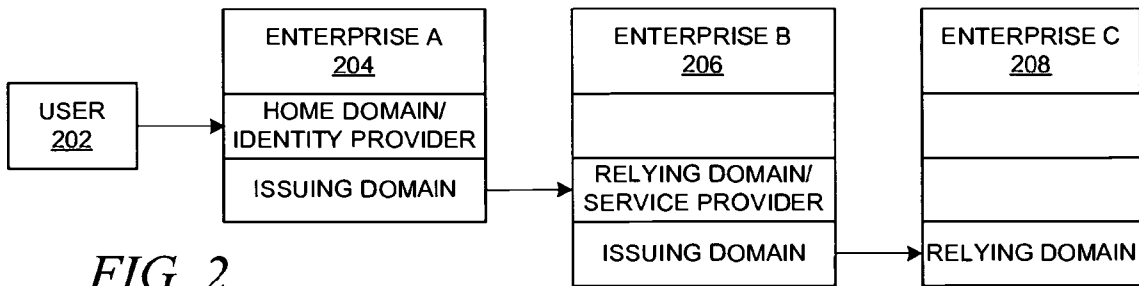 USER
202
ENTERPRISE A
204
HOME DOMAIN/
IDENTITY PROVIDER
ISSUING DOMAIN
ENTERPRISE B
206
RELYING DOMAIN/
SERVICE PROVIDER
ISSUING DOMAIN
ENTERPRISE C
208
RELYING DOMAIN
FIG. 2